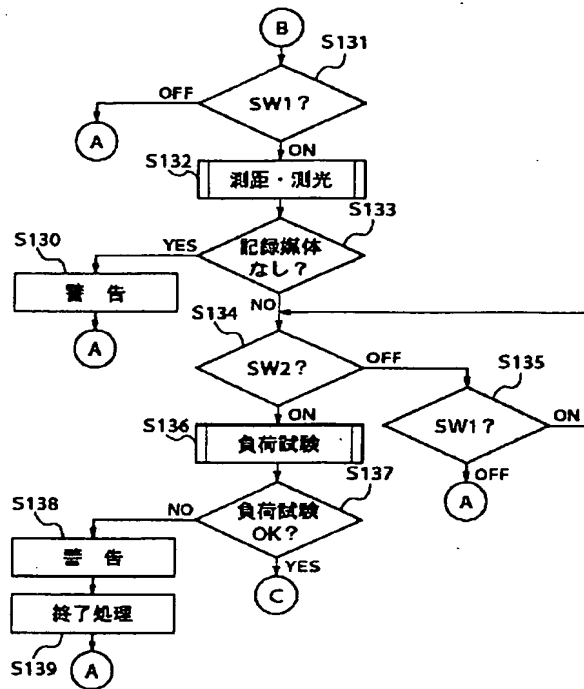 B
S131
OFF
SW1?
A
ON
S132
測距・測光
S133
S130
YES
記録媒体
なし?
警 告
NO
A
S134
SW2?
OFF
S135
ON
SW1?
ON
S136
負荷試験
OFF
S137
A
S138
NO
負荷試験
OK?
警 告
YES
C
終了処理
S139
A